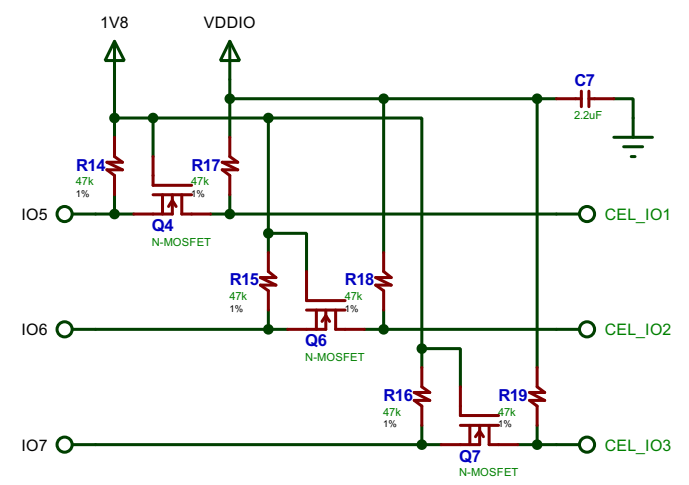 1V8
VDDIO
C7
2.2uF
R14
47k
1%
R17
47k
1%
IO5
Q4
N-MOSFET
CEL_IO1
R15
47k
1%
R18
47k
1%
IO6
Q6
N-MOSFET
CEL_IO2
R16
47k
1%
R19
47k
1%
IO7
Q7
N-MOSFET
CEL_IO3